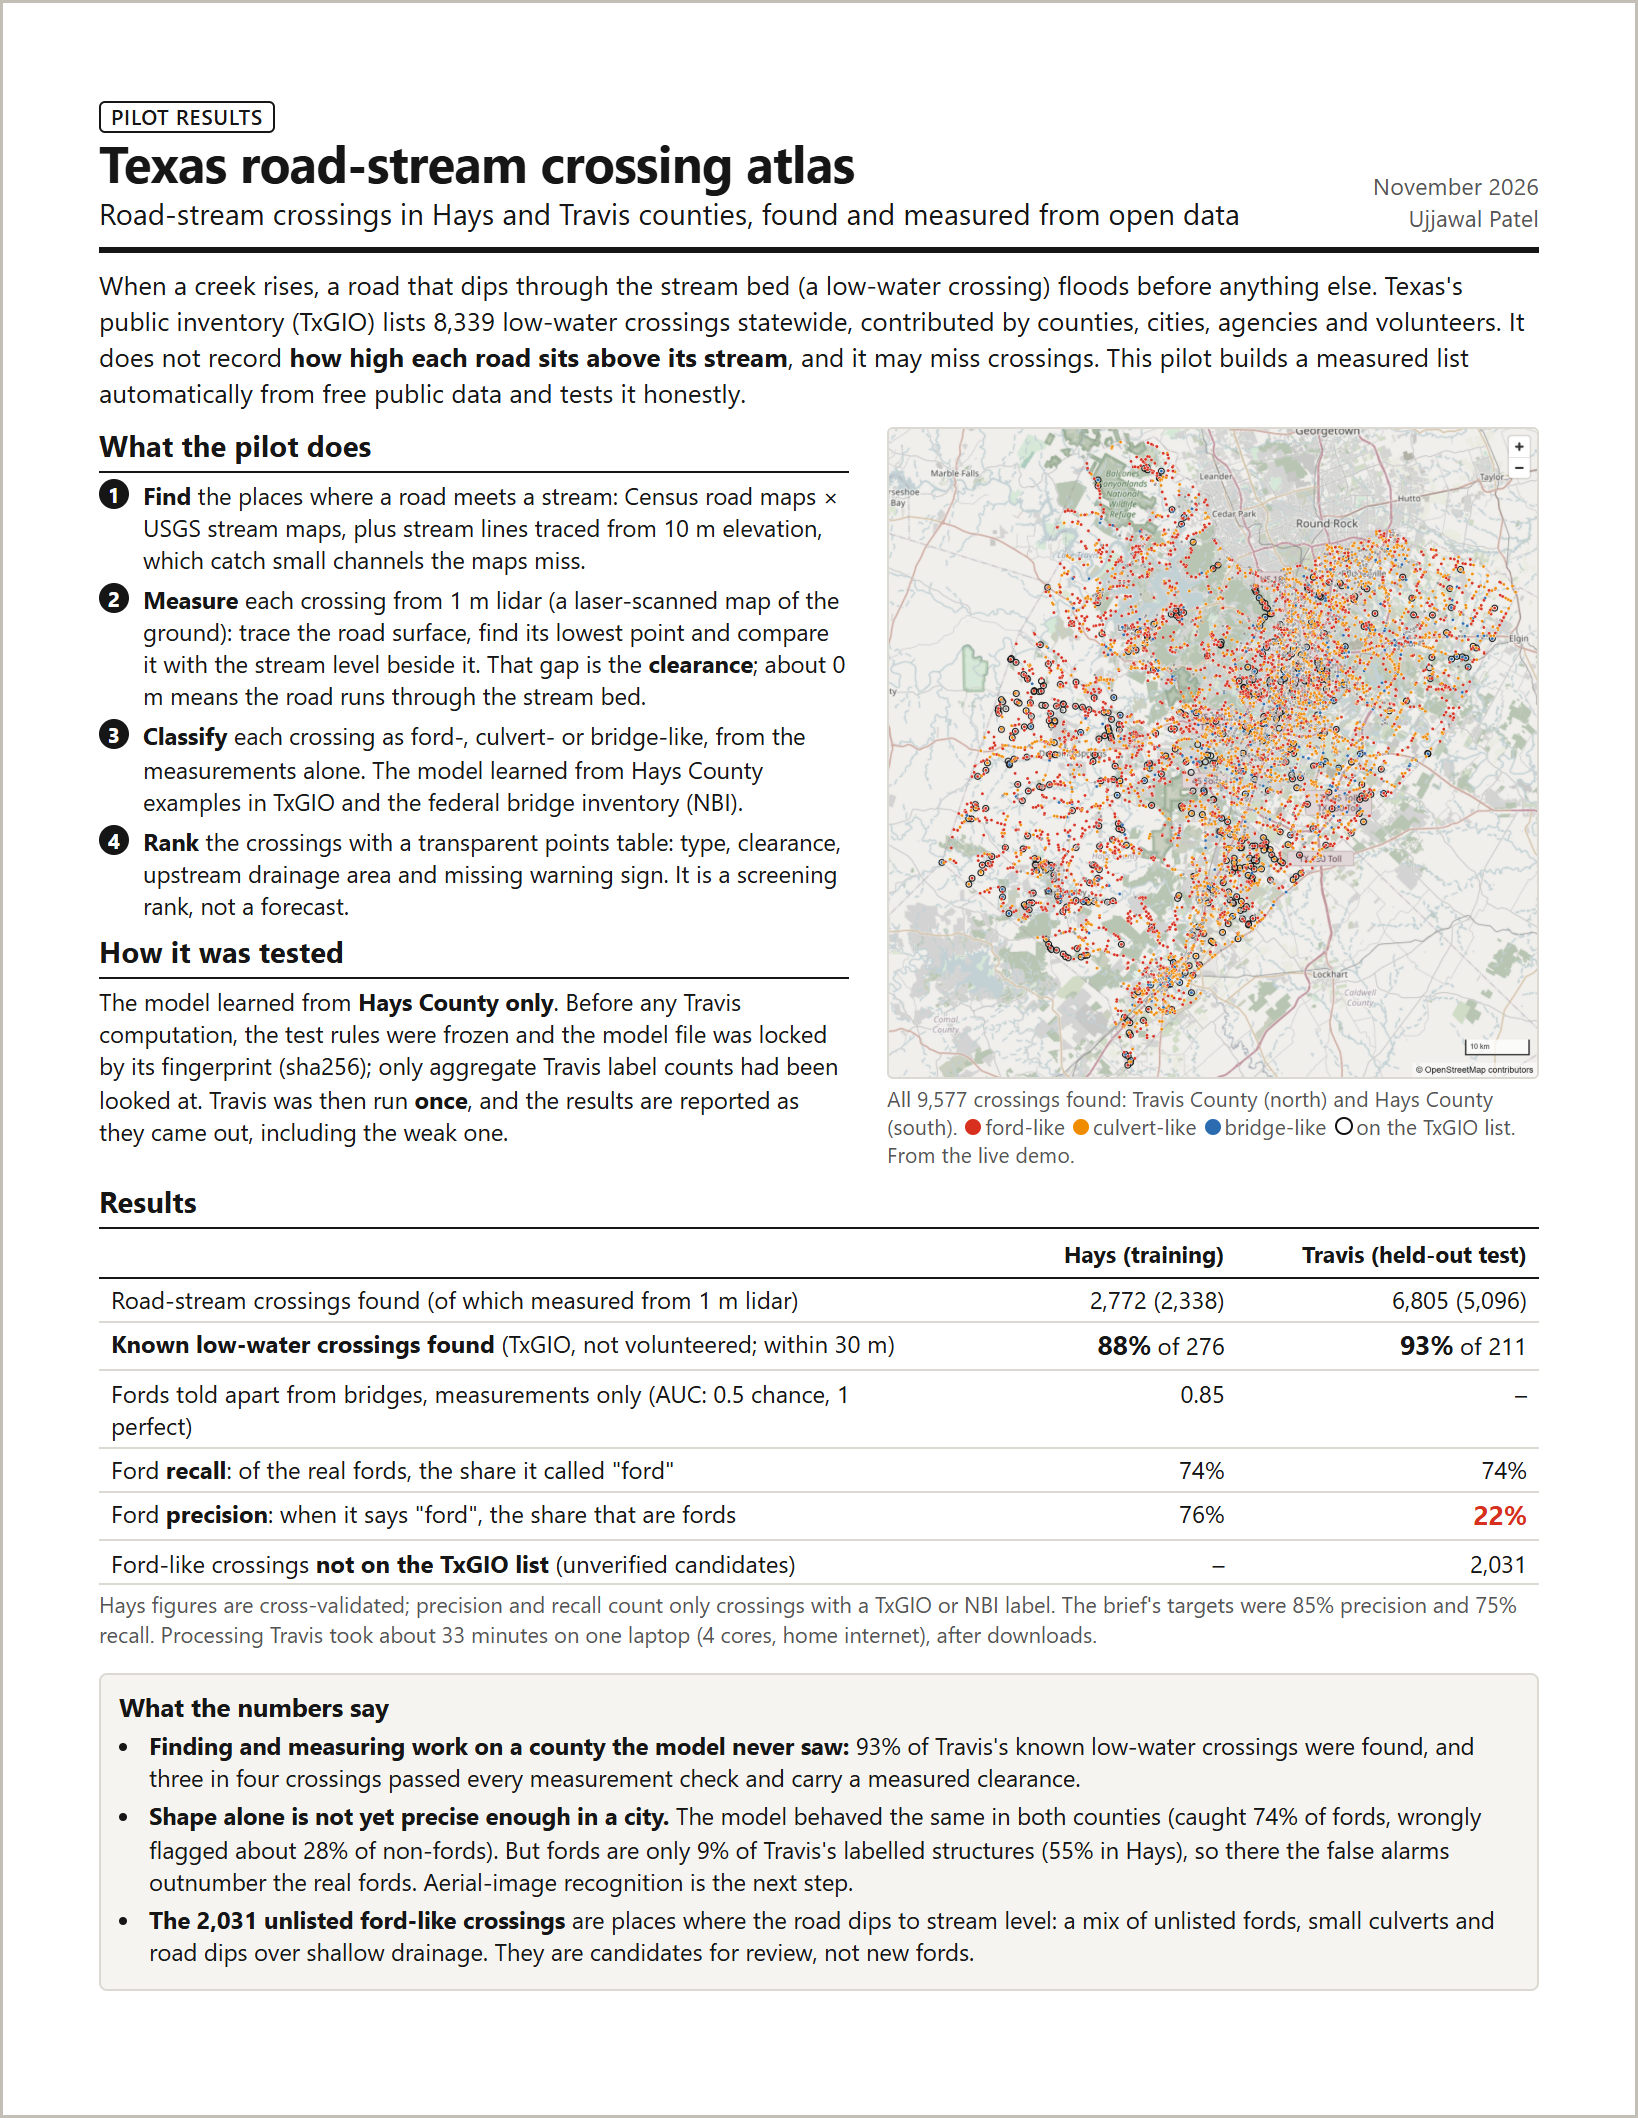 PILOT RESULTS
Texas road-stream crossing atlas
Road-stream crossings in Hays and Travis counties, found and measured from open data
November 2026
Ujjawal Patel
When a creek rises, a road that dips through the stream bed (a low-water crossing) floods before anything else. Texas's
public inventory (TxGIO) lists 8,339 low-water crossings statewide, contributed by counties, cities, agencies and volunteers. It
does not record how high each road sits above its stream, and it may miss crossings. This pilot builds a measured list
automatically from free public data and tests it honestly.
What the pilot does
1 Find the places where a road meets a stream: Census road maps ×
USGS stream maps, plus stream lines traced from 10 m elevation,
which catch small channels the maps miss.
2 Measure each crossing from 1 m lidar (a laser-scanned map of the
ground): trace the road surface, find its lowest point and compare
it with the stream level beside it. That gap is the clearance; about 0
m means the road runs through the stream bed.
3 Classify each crossing as ford-, culvert- or bridge-like, from the
measurements alone. The model learned from Hays County
examples in TxGIO and the federal bridge inventory (NBI).
4 Rank the crossings with a transparent points table: type, clearance,
upstream drainage area and missing warning sign. It is a screening
rank, not a forecast.
How it was tested
The model learned from Hays County only. Before any Travis
computation, the test rules were frozen and the model file was locked
by its fingerprint (sha256); only aggregate Travis label counts had been
looked at. Travis was then run once, and the results are reported as
they came out, including the weak one.
Georgetown
Marble Falls
Leander
Taylor
Hutto
Cedar Park
Round Rock
Elgin
Lockhart
Caldwell
County
Comal
County
10 km
© OpenStreetMap contributors
+
−
All 9,577 crossings found: Travis County (north) and Hays County
(south). ford-like culvert-like bridge-like on the TxGIO list.
From the live demo.
Results
Hays (training) Travis (held-out test)
Road-stream crossings found (of which measured from 1 m lidar) 2,772 (2,338) 6,805 (5,096)
Known low-water crossings found (TxGIO, not volunteered; within 30 m) 88% of 276 93% of 211
Fords told apart from bridges, measurements only (AUC: 0.5 chance, 1 0.85 –
perfect)
Ford recall: of the real fords, the share it called "ford" 74% 74%
Ford precision: when it says "ford", the share that are fords 76% 22%
Ford-like crossings not on the TxGIO list (unverified candidates) – 2,031
Hays figures are cross-validated; precision and recall count only crossings with a TxGIO or NBI label. The brief's targets were 85% precision and 75%
recall. Processing Travis took about 33 minutes on one laptop (4 cores, home internet), after downloads.
What the numbers say
• Finding and measuring work on a county the model never saw: 93% of Travis's known low-water crossings were found, and
three in four crossings passed every measurement check and carry a measured clearance.
• Shape alone is not yet precise enough in a city. The model behaved the same in both counties (caught 74% of fords, wrongly
flagged about 28% of non-fords). But fords are only 9% of Travis's labelled structures (55% in Hays), so there the false alarms
outnumber the real fords. Aerial-image recognition is the next step.
• The 2,031 unlisted ford-like crossings are places where the road dips to stream level: a mix of unlisted fords, small culverts and
road dips over shallow drainage. They are candidates for review, not new fords.